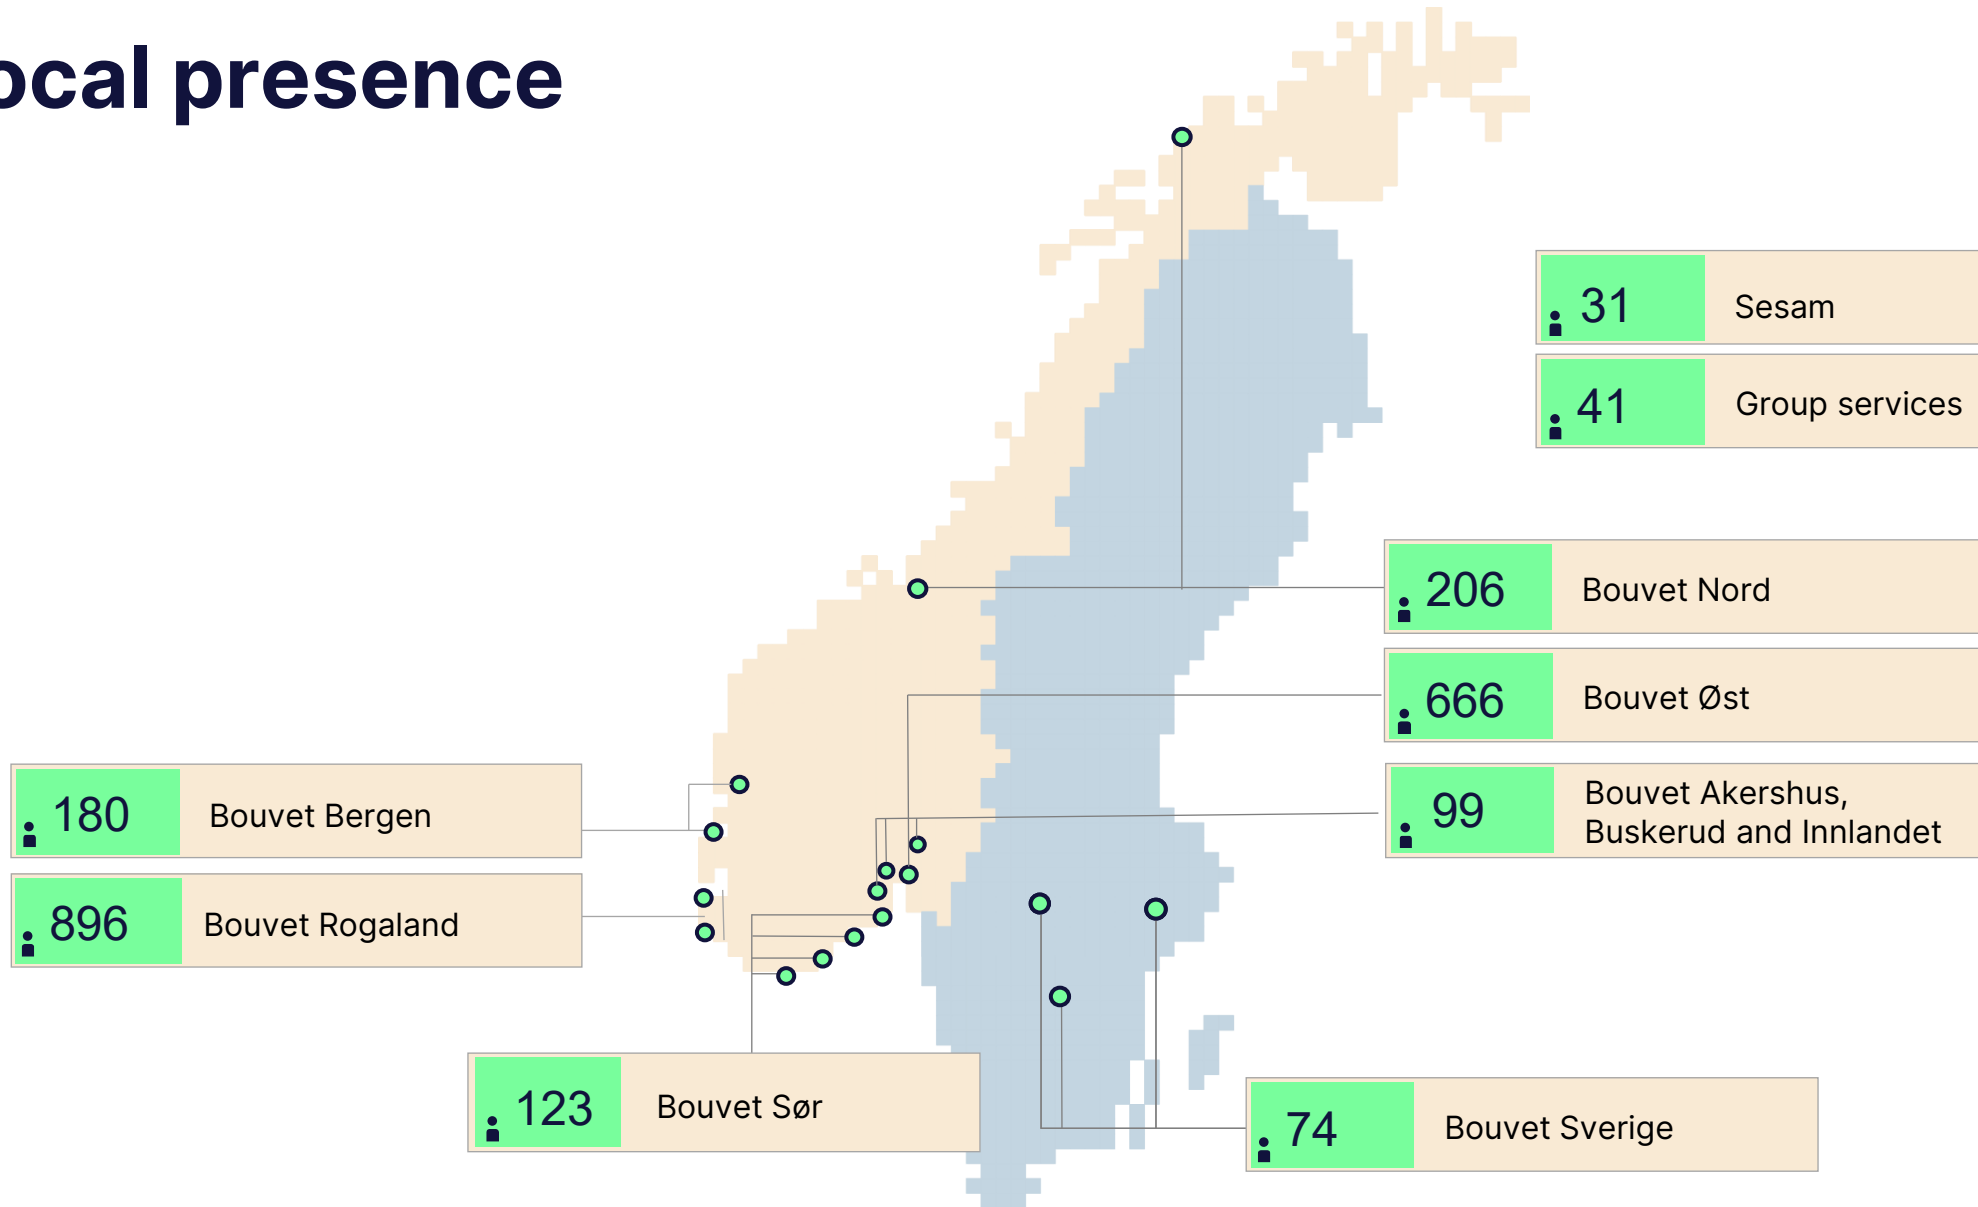 ocal presence
31 Sesam
41 Group services
206 Bouvet Nord
666 Bouvet Øst
99 Bouvet Akershus,
Buskerud and Innlandet
180 Bouvet Bergen
896 Bouvet Rogaland
123 Bouvet Sør
74 Bouvet Sverige